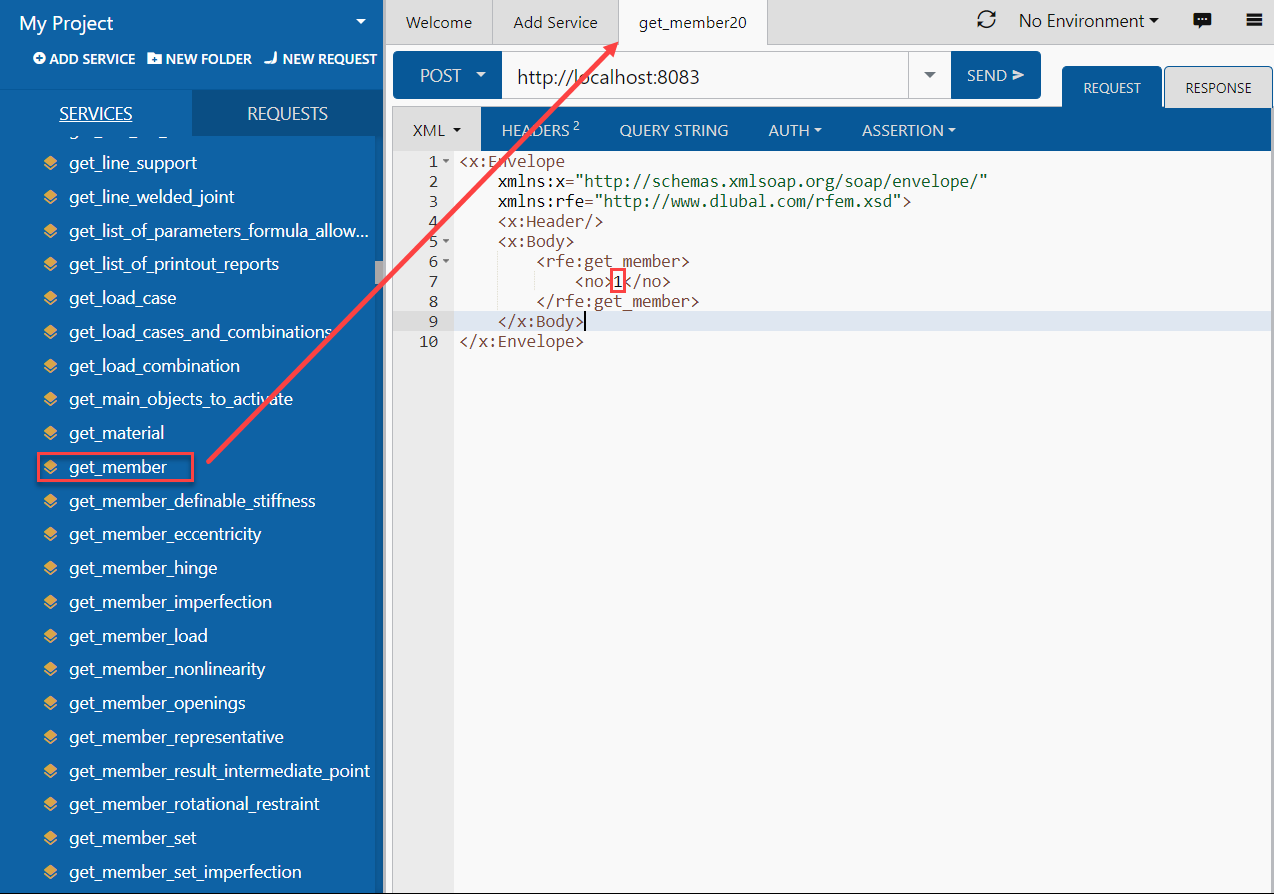 My Project
ADD SERVICE NEW FOLDER NEW REQUEST
SERVICES REQUESTS
get_line_support
get_line_welded_joint
get_list_of_parameters_formula_allow...
get_list_of_printout_reports
get_load_case
get_load_cases_and_combinations
get_load_combination
get_main_objects_to_activate
get_material
get_member
get_member_definable_stiffness
get_member_eccentricity
get_member_hinge
get_member_imperfection
get_member_load
get_member_nonlinearity
get_member_openings
get_member_representative
get_member_result_intermediate_point
get_member_rotational_restraint
get_member_set
get_member_set_imperfection
Welcome Add Service get_member20 No Environment
POST http://localhost:8083 SEND REQUEST RESPONSE
XML HEADERS 2 QUERY STRING AUTH ASSERTION
1 <x:Envelope
2 xmlns:x="http://schemas.xmlsoap.org/soap/envelope/"
3 xmlns:rfe="http://www.dlubal.com/rfem.xsd">
4 <x:Header/>
5 <x:Body>
6 <rfe:get_member>
7 <no>1</no>
8 </rfe:get_member>
9 </x:Body>
10 </x:Envelope>